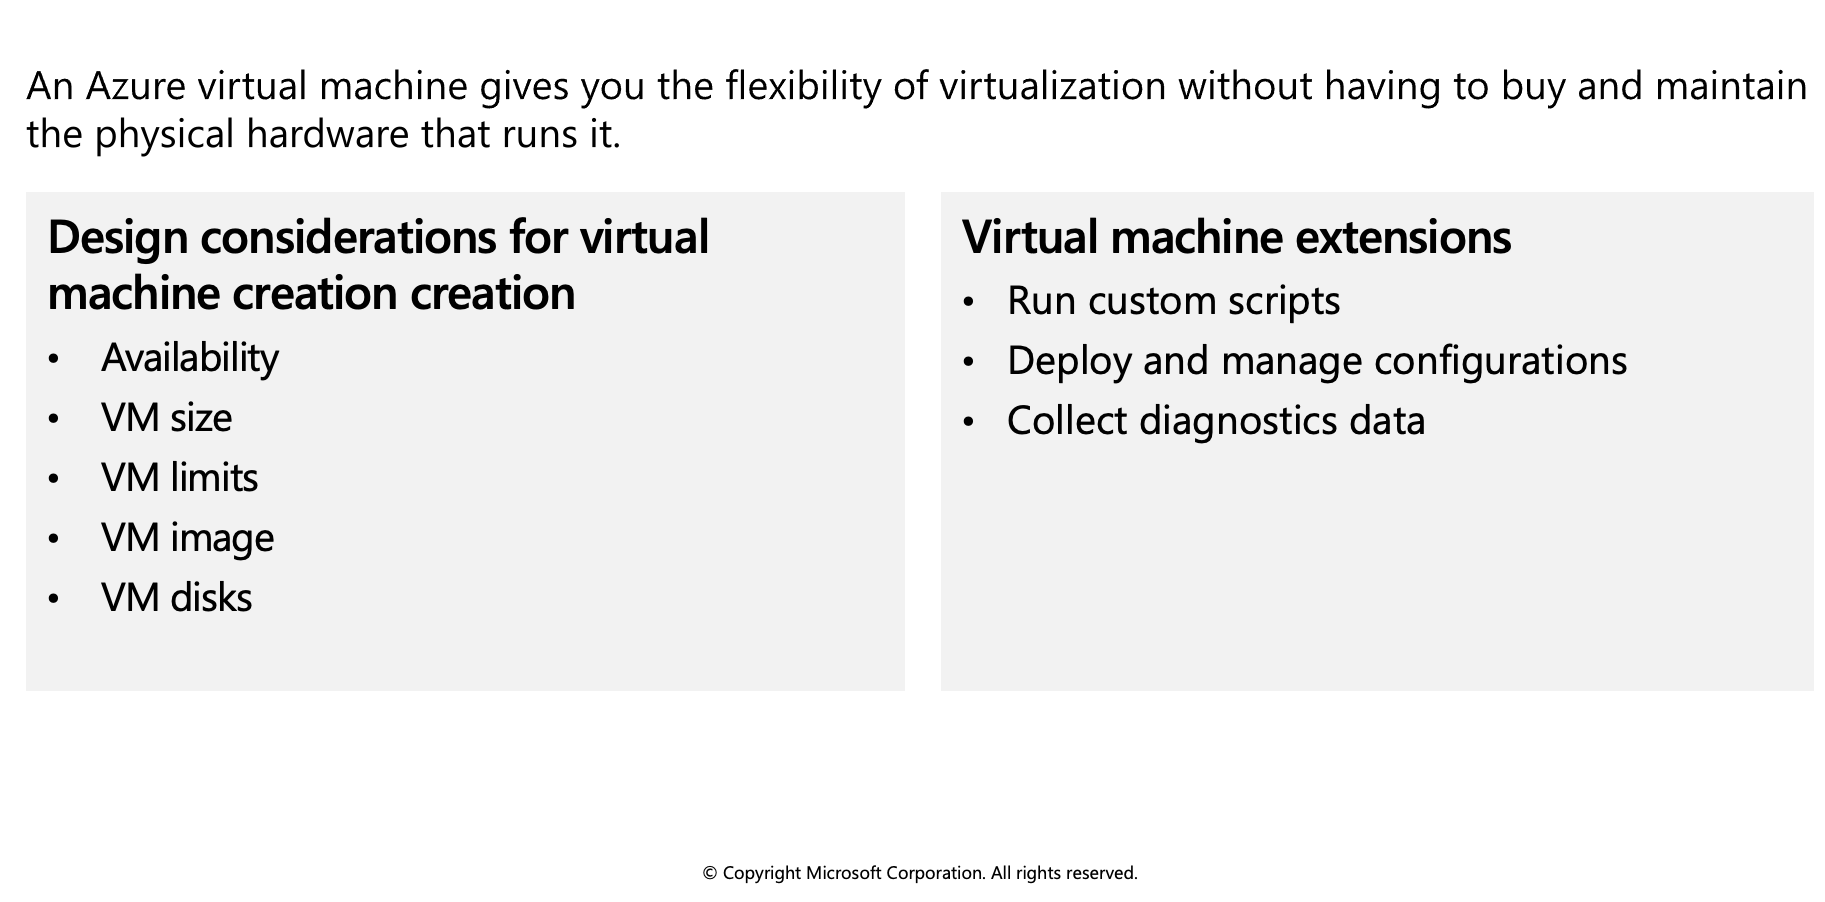 An Azure virtual machine gives you the flexibility of virtualization without having to buy and maintain
the physical hardware that runs it.
Design considerations for virtual
machine creation creation
• Availability
• VM size
• VM limits
• VM image
• VM disks
Virtual machine extensions
• Run custom scripts
• Deploy and manage configurations
• Collect diagnostics data
© Copyright Microsoft Corporation. All rights reserved.